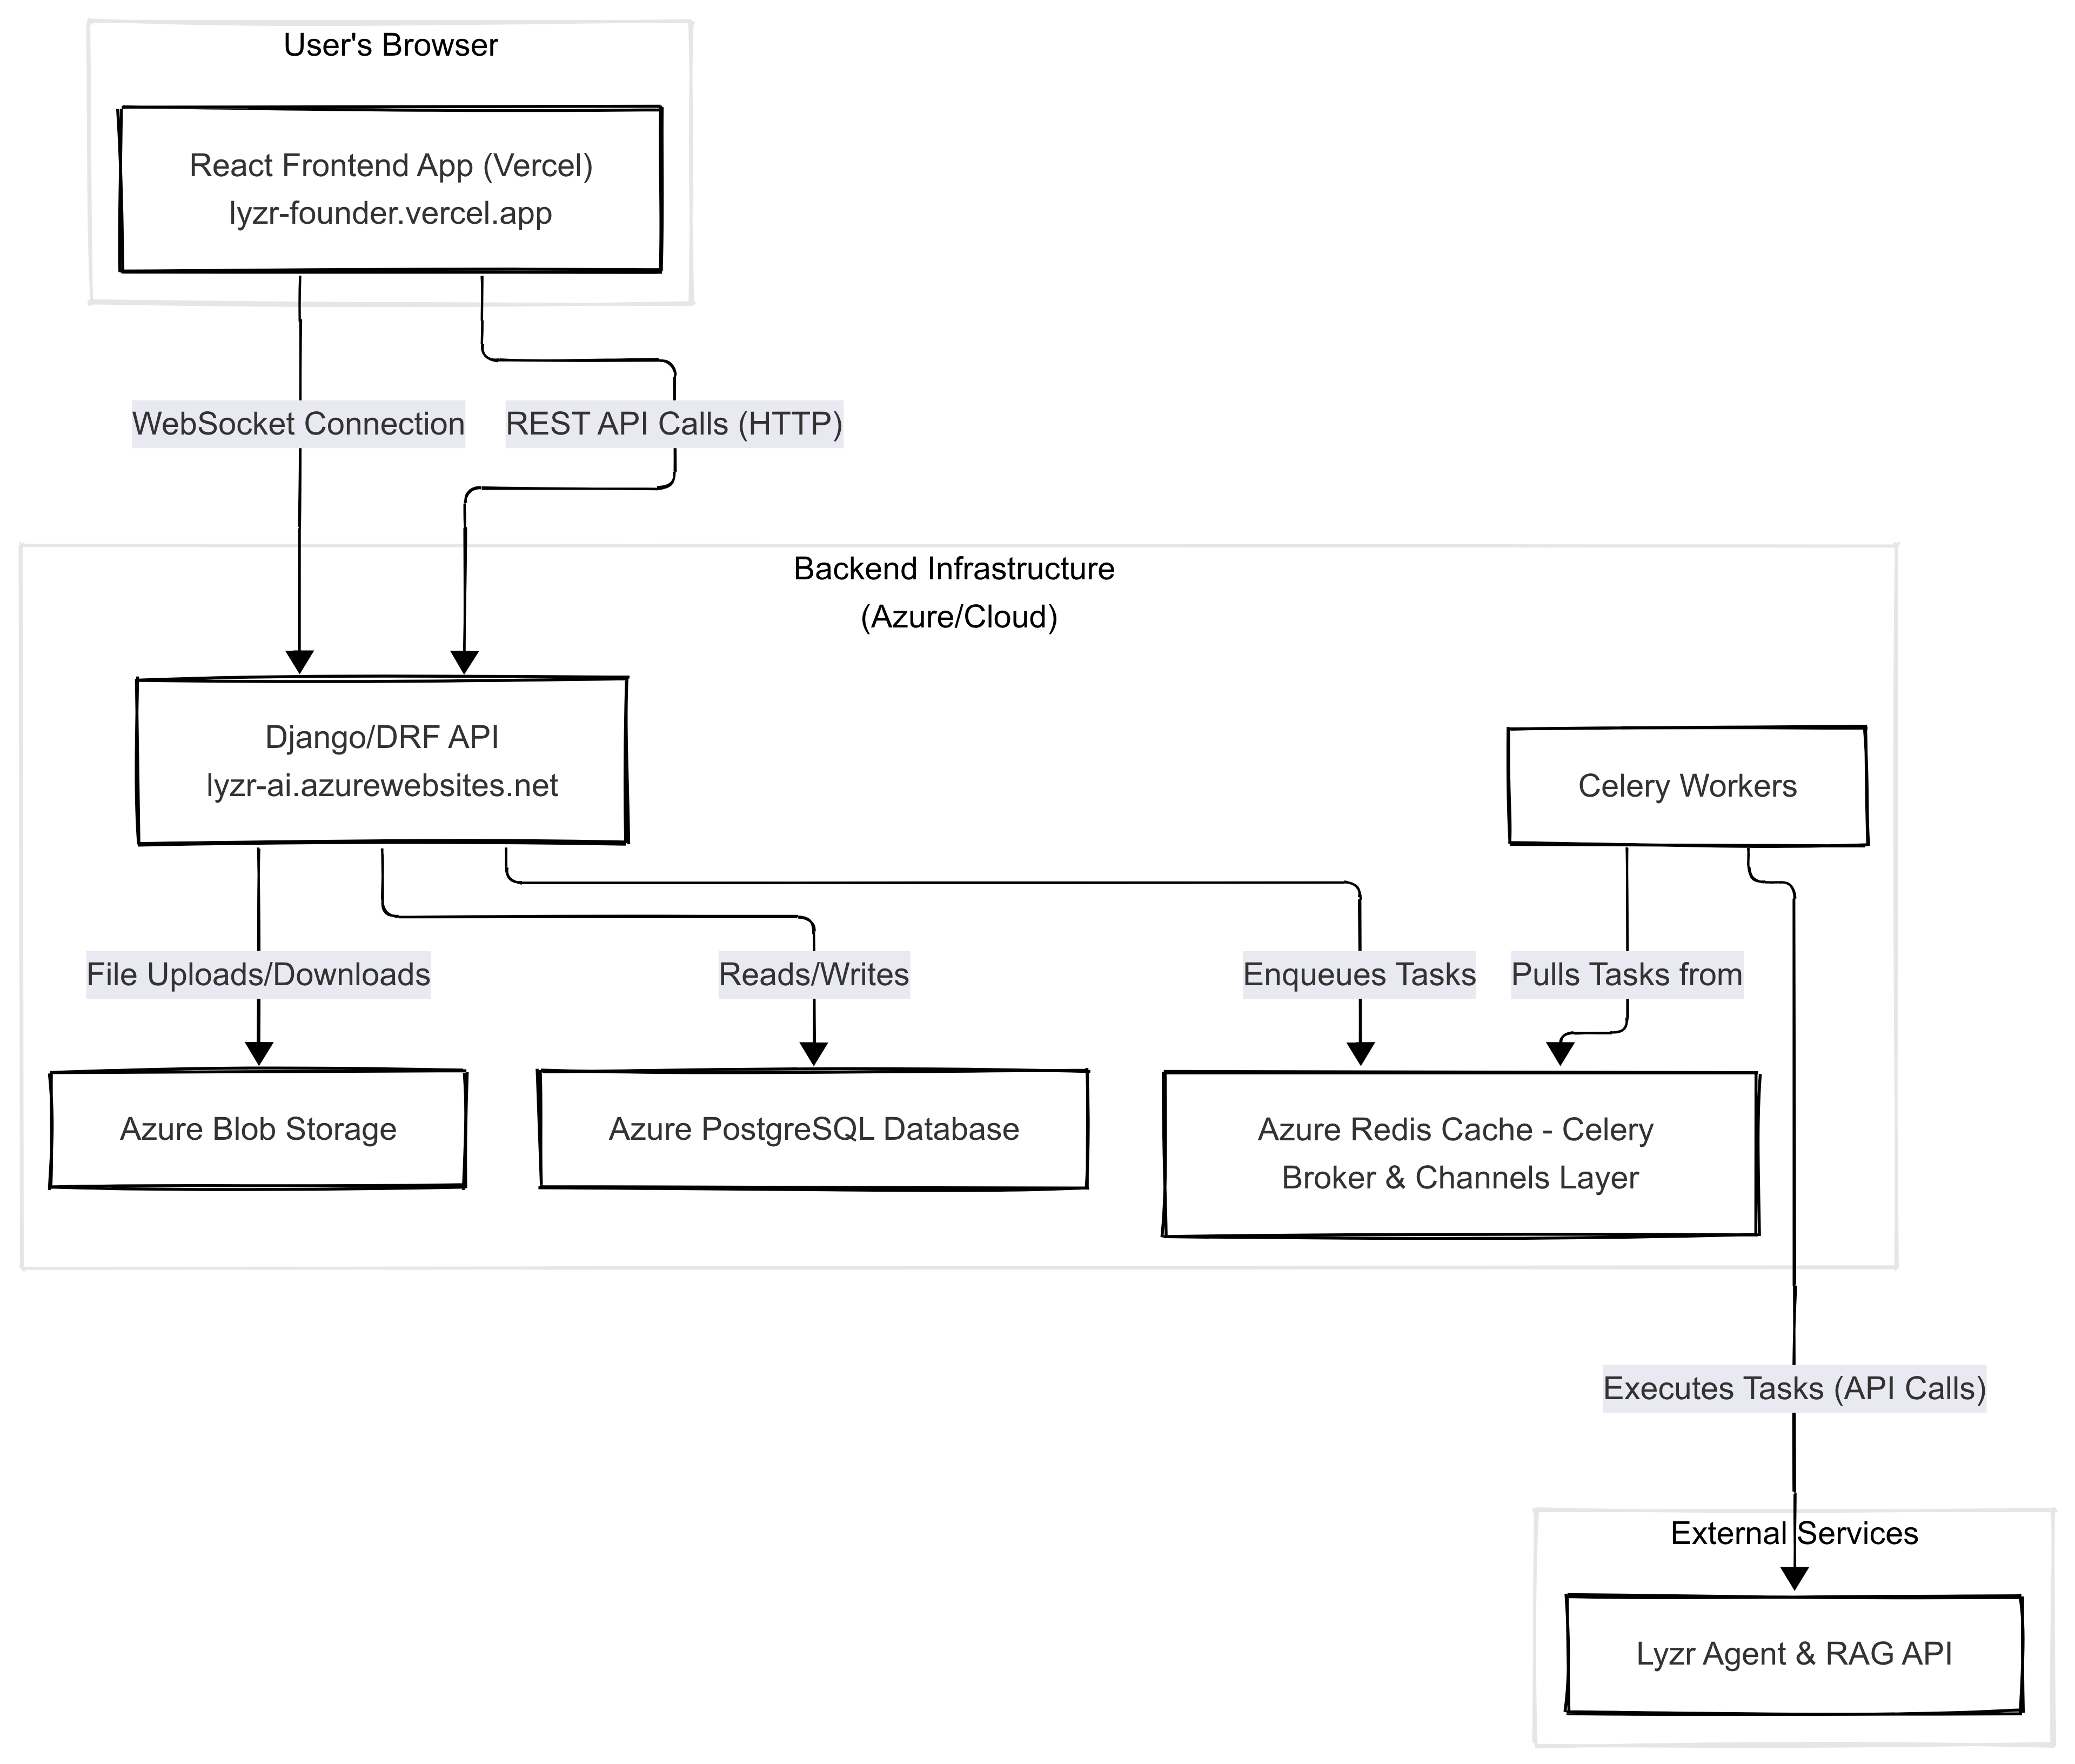 User's Browser
React Frontend App (Vercel)
lyzr-founder.vercel.app
WebSocket Connection
REST API Calls (HTTP)
Backend Infrastructure
(Azure/Cloud)
Django/DRF API
lyzr-ai.azurewebsites.net
Celery Workers
File Uploads/Downloads
Reads/Writes
Enqueues Tasks
Pulls Tasks from
Azure Blob Storage
Azure PostgreSQL Database
Azure Redis Cache - Celery
Broker & Channels Layer
Executes Tasks (API Calls)
External Services
Lyzr Agent & RAG API